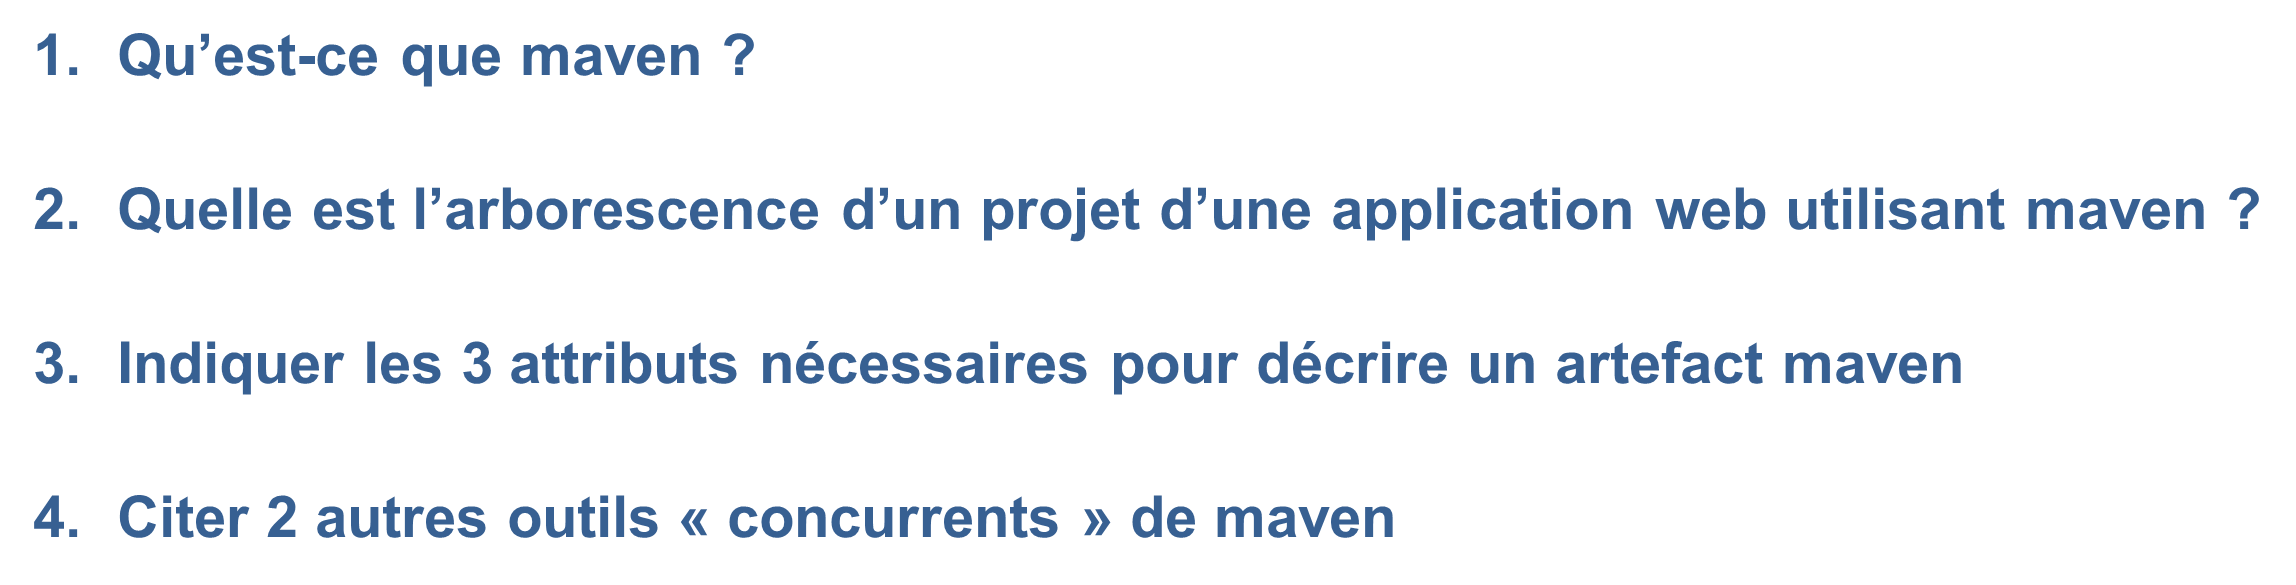 1. Qu’est-ce que maven ?
2. Quelle est l’arborescence d’un projet d’une application web utilisant maven ?
3. Indiquer les 3 attributs nécessaires pour décrire un artefact maven
4. Citer 2 autres outils « concurrents » de maven